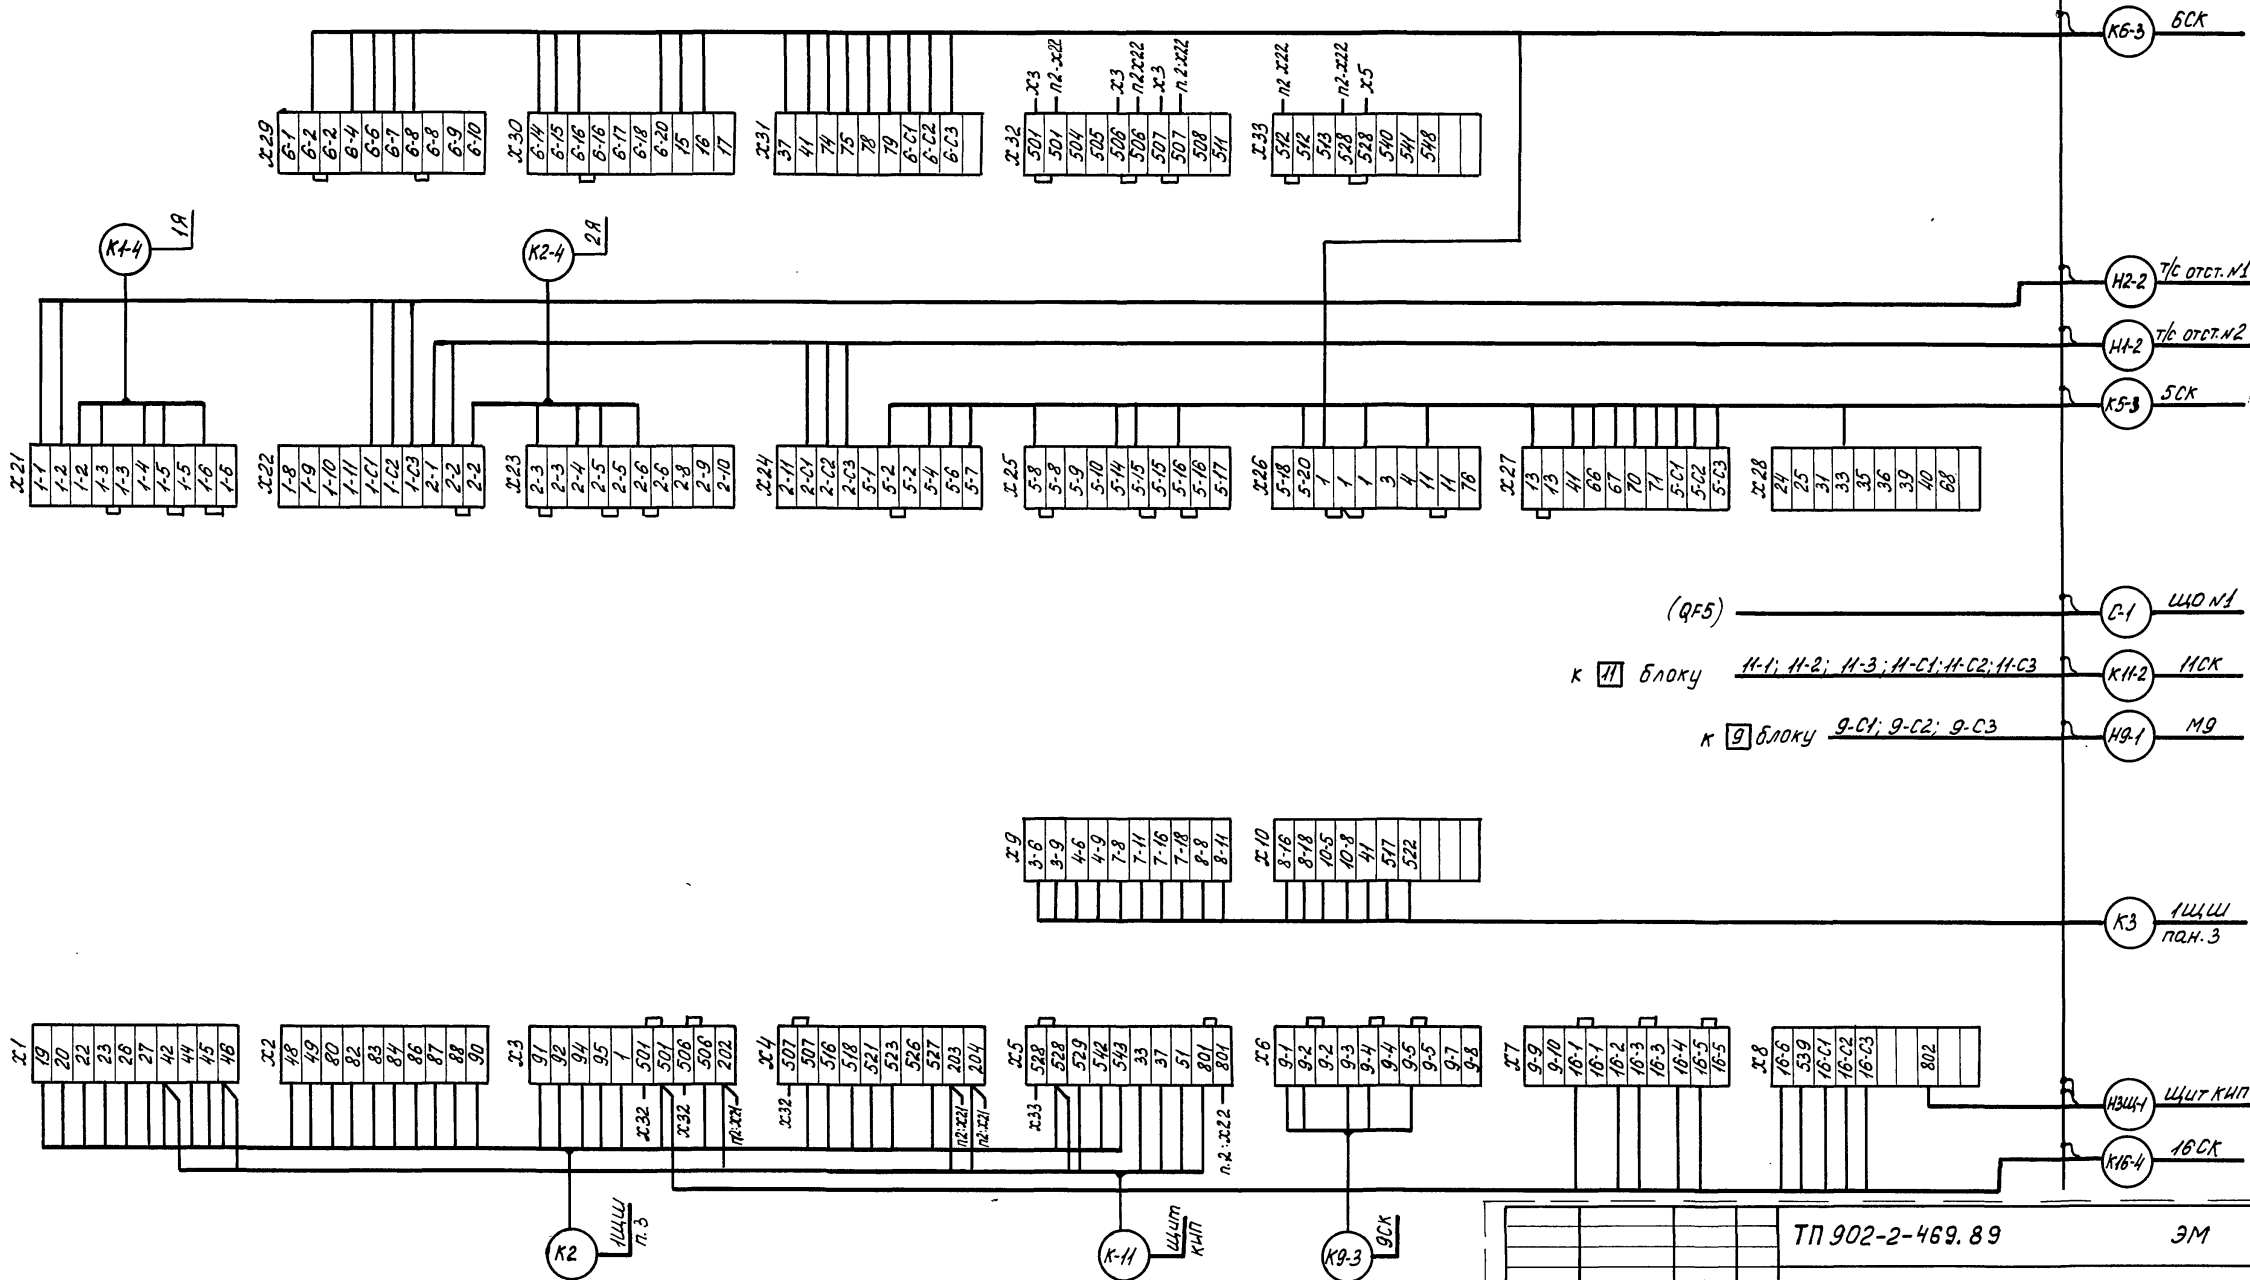 К6-3 6СК
х3 п2-х22 х3 п2х22 х3 п.2:х22
п2 х22 п2-х22 х5
х29 6-1 6-2 6-2 6-4 6-6 6-7 6-8 6-8 6-9 6-10
х30 6-14 6-15 6-16 6-16 6-17 6-18 6-20 15 16 17
х31 37 41 74 75 78 79 6-С1 6-С2 6-С3
х32 501 501 504 505 506 506 507 507 508 511
х33 512 512 513 528 528 540 541 548
К1-4 1Я
К2-4 2Я
Н2-2 Т/С ОТСТ. N1
Н1-2 Т/С ОТСТ. N2
К5-3 5СК
х21 1-1 1-2 1-2 1-3 1-3 1-4 1-5 1-5 1-6 1-6
х22 1-8 1-9 1-10 1-11 1-С1 1-С2 1-С3 2-1 2-2 2-2
х23 2-3 2-3 2-4 2-5 2-5 2-6 2-6 2-8 2-9 2-10
х24 2-11 2-С1 2-С2 2-С3 5-1 5-2 5-2 5-4 5-6 5-7
х25 5-8 5-8 5-9 5-10 5-14 5-15 5-15 5-16 5-16 5-17
х26 5-18 5-20 1 1 1 3 4 11 11 76
х27 13 13 41 66 67 70 71 5-С1 5-С2 5-С3
х28 24 25 31 33 35 36 39 40 68
(QF5) С-1 ЩО N1
к 11 блоку 11-1; 11-2; 11-3; 11-С1; 11-С2; 11-С3 К11-2 11СК
к 9 блоку 9-С1; 9-С2; 9-С3 Н9-1 М9
х9 3-6 3-9 4-6 4-9 7-8 7-11 7-16 7-18 8-8 8-11
х10 8-16 8-18 10-5 10-8 41 517 522
К3 1ЩШ
пан. 3
х1 19 20 22 23 26 27 42 44 45 46
х2 48 49 80 82 83 84 86 87 88 90
х3 91 92 94 95 1 501 501 506 506 202
х4 507 507 516 518 521 523 526 527 203 204
х5 528 528 529 542 543 33 37 51 801 801
х6 9-1 9-2 9-2 9-3 9-4 9-4 9-5 9-5 9-7 9-8
х7 9-9 9-10 16-1 16-1 16-2 16-3 16-3 16-4 16-5 16-5
х8 16-6 539 16-С1 16-С2 16-С3 802
х32 х32 п2:х21 х32 п2:х21 п2:х21 х33 п.2:х22
Н3Щ-1 Щит КИП
К16-4 16СК
К2 1ЩШ
п.3
К-11 Щит
КИП
К9-3 9СК
ТП 902-2-469.89 ЭМ